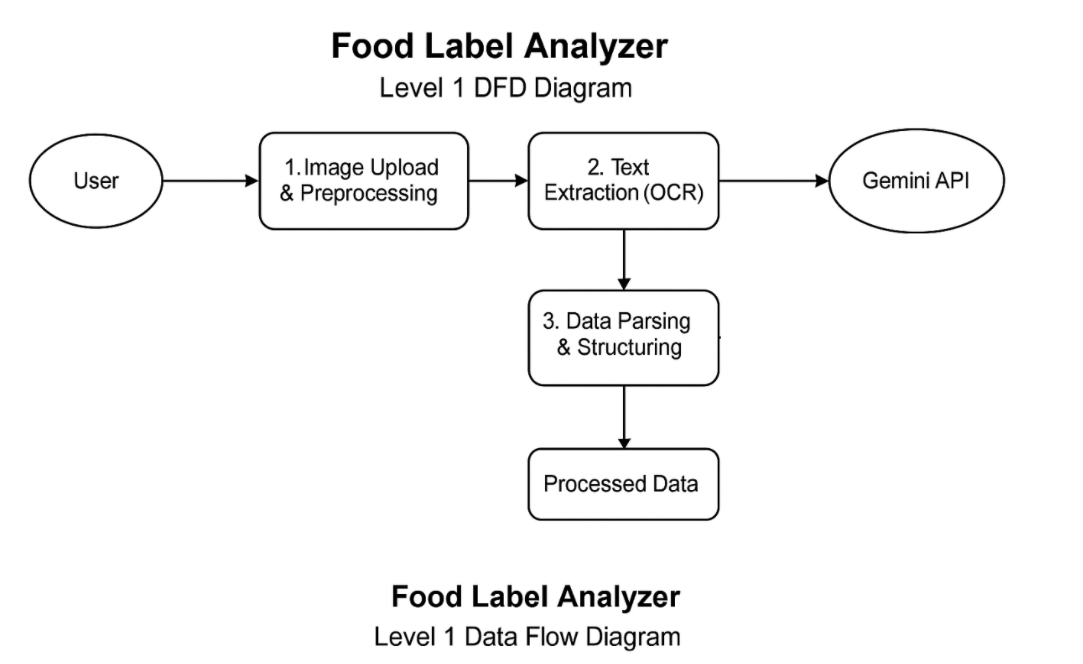 Food Label Analyzer
Level 1 DFD Diagram
User
1. Image Upload
& Preprocessing
2. Text
Extraction (OCR)
Gemini API
3. Data Parsing
& Structuring
Processed Data
Food Label Analyzer
Level 1 Data Flow Diagram